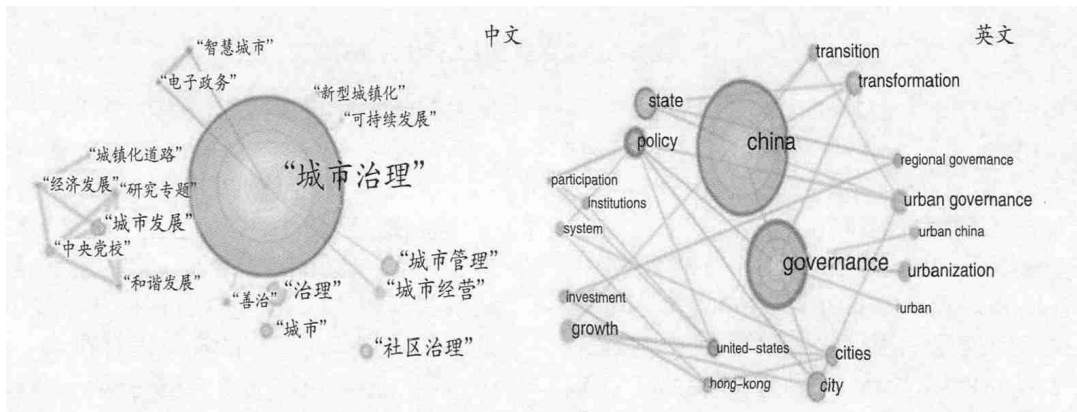 中文
“智慧城市”
“电子政务”
“新型城镇化”
“可持续发展”
“城镇化道路”
“城市治理”
“经济发展”
“研究专题”
“城市发展”
“中央党校”
“城市管理”
“和谐发展”
“善治”
“治理”
“城市经营”
“城市”
“社区治理”
英文
transition
transformation
state
policy
china
regional governance
participation
institutions
urban governance
system
urban china
governance
urbanization
investment
urban
growth
united-states
cities
hong-kong
city